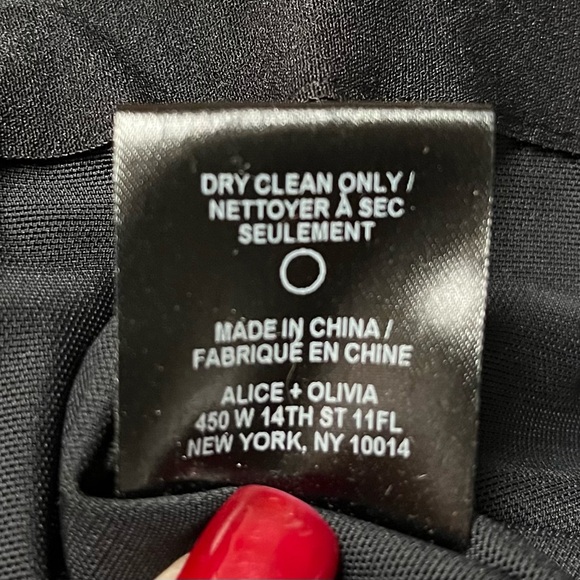 DRY CLEAN ONLY /
NETTOYER À SEC
SEULEMENT
MADE IN CHINA /
FABRIQUÉ EN CHINE
ALICE + OLIVIA
450 W 14TH ST 11FL
NEW YORK, NY 10014